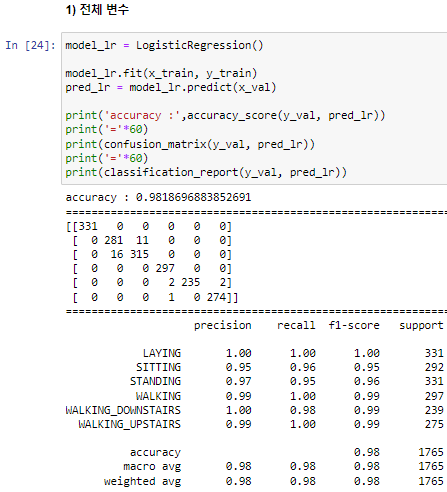 1) 전체 변수
In [24]: model_lr = LogisticRegression()
model_lr.fit(x_train, y_train)
pred_lr = model_lr.predict(x_val)
print('accuracy :',accuracy_score(y_val, pred_lr))
print('='*60)
print(confusion_matrix(y_val, pred_lr))
print('='*60)
print(classification_report(y_val, pred_lr))
accuracy : 0.9818696883852691
============================================================
[[331   0   0   0   0   0]
 [  0 281  11   0   0   0]
 [  0  16 315   0   0   0]
 [  0   0   0 297   0   0]
 [  0   0   0   2 235   2]
 [  0   0   0   1   0 274]]
============================================================
precision    recall  f1-score   support
LAYING       1.00      1.00      1.00       331
SITTING       0.95      0.96      0.95       292
STANDING       0.97      0.95      0.96       331
WALKING       0.99      1.00      0.99       297
WALKING_DOWNSTAIRS       1.00      0.98      0.99       239
WALKING_UPSTAIRS       0.99      1.00      0.99       275
accuracy                           0.98      1765
macro avg       0.98      0.98      0.98      1765
weighted avg       0.98      0.98      0.98      1765